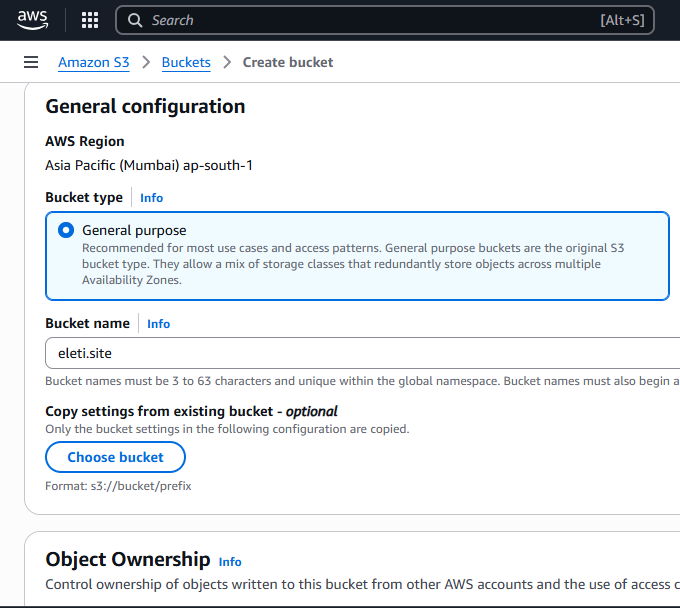 aws
Search [Alt+S]
Amazon S3 > Buckets > Create bucket
General configuration
AWS Region
Asia Pacific (Mumbai) ap-south-1
Bucket type Info
General purpose
Recommended for most use cases and access patterns. General purpose buckets are the original S3
bucket type. They allow a mix of storage classes that redundantly store objects across multiple
Availability Zones.
Bucket name Info
eleti.site
Bucket names must be 3 to 63 characters and unique within the global namespace. Bucket names must also begin a
Copy settings from existing bucket - optional
Only the bucket settings in the following configuration are copied.
Choose bucket
Format: s3://bucket/prefix
Object Ownership Info
Control ownership of objects written to this bucket from other AWS accounts and the use of access c